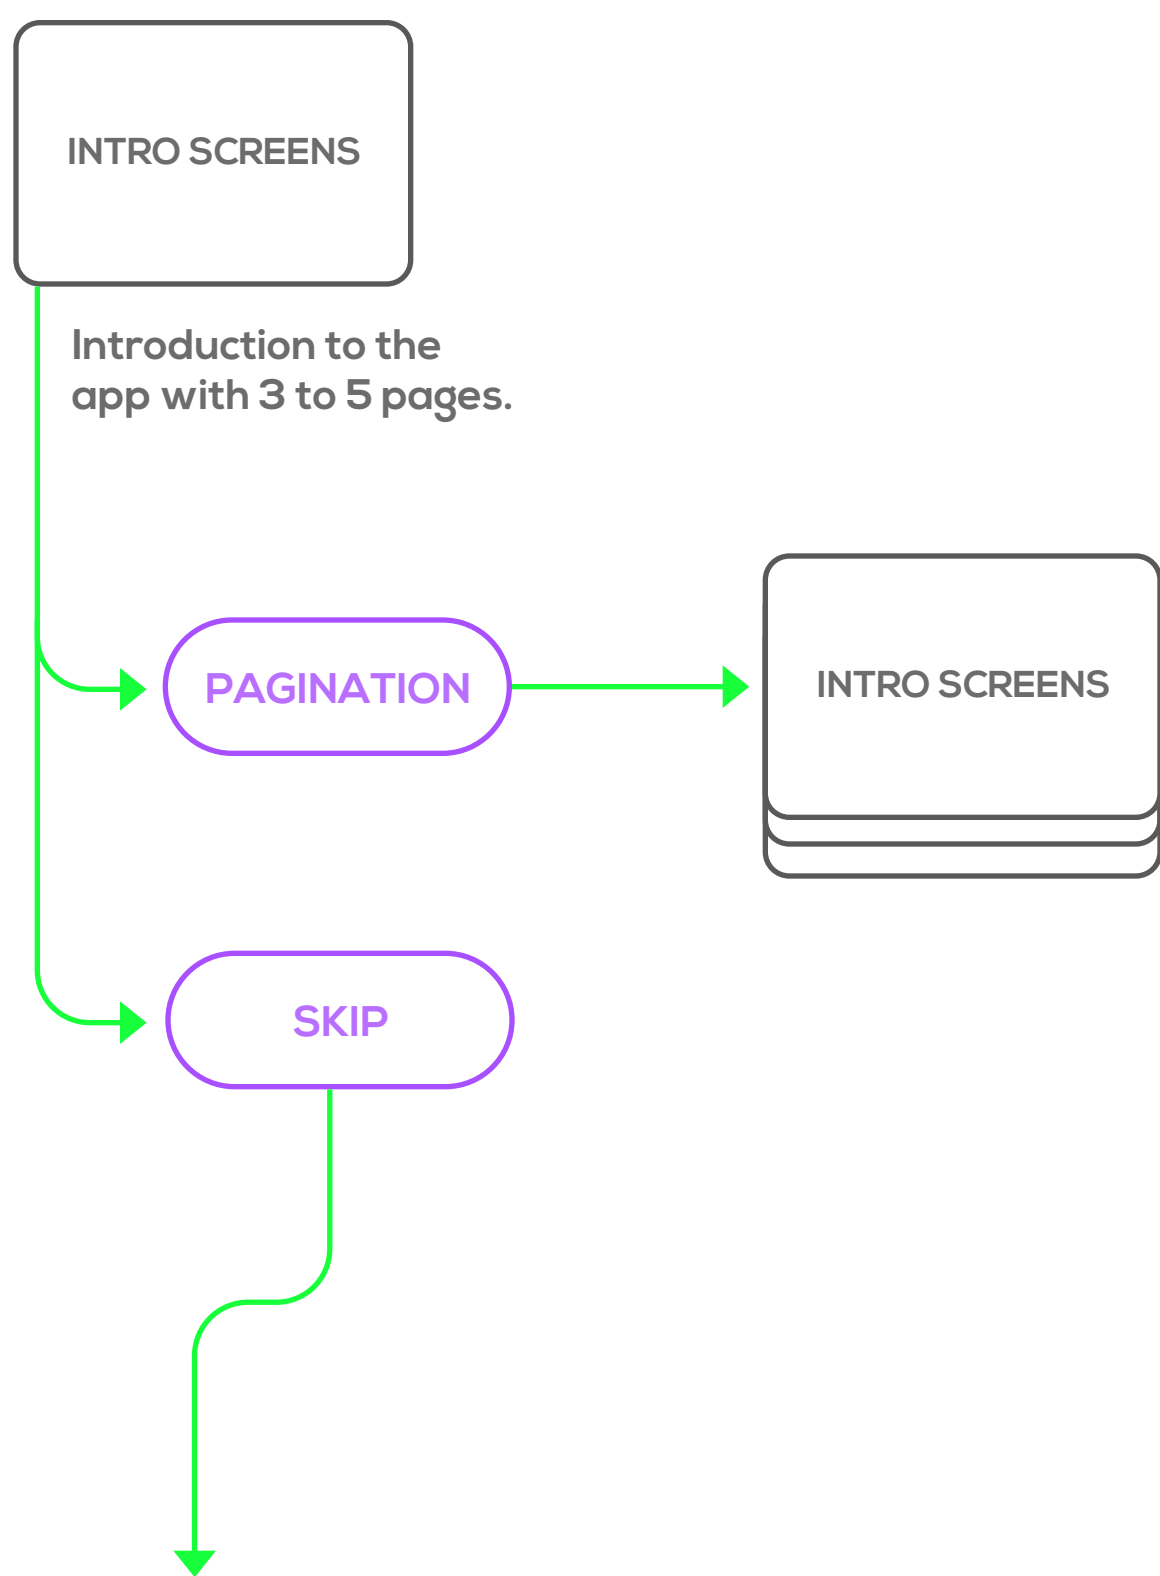 INTRO SCREENS
Introduction to the
app with 3 to 5 pages.
PAGINATION
INTRO SCREENS
SKIP